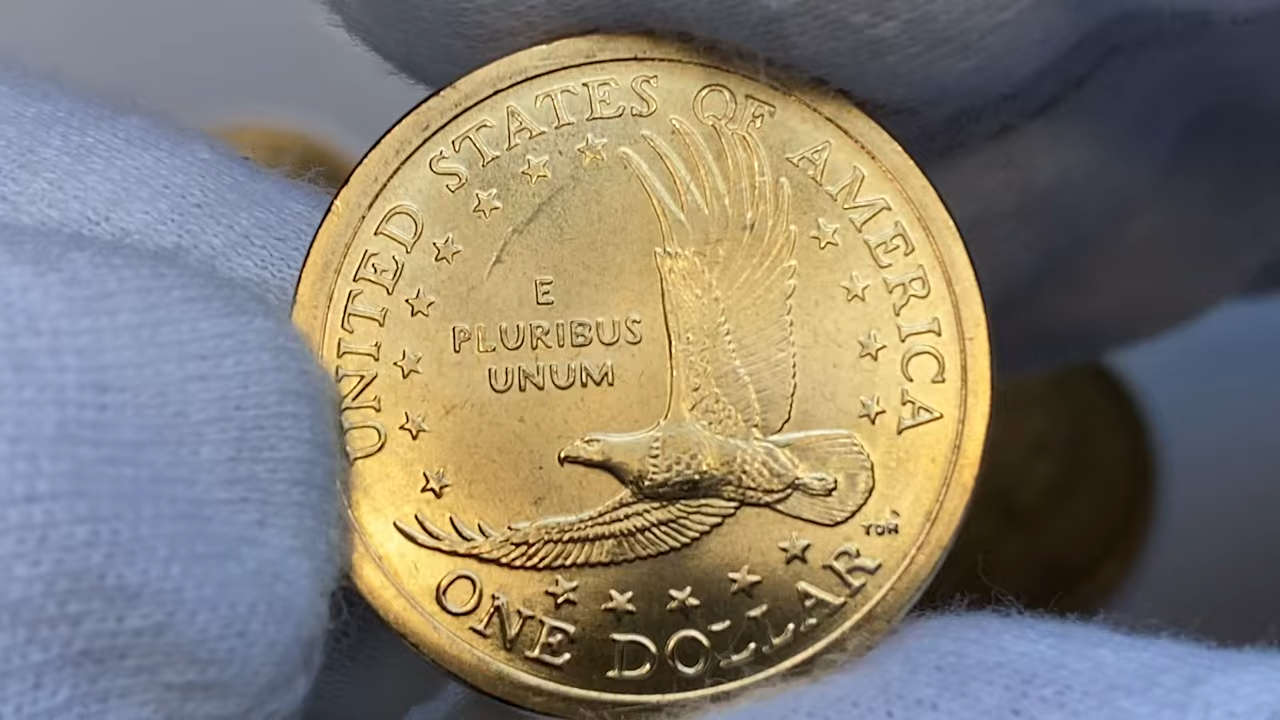 UNITED STATES OF AMERICA
E
PLURIBUS
UNUM
TDR
ONE DOLLAR